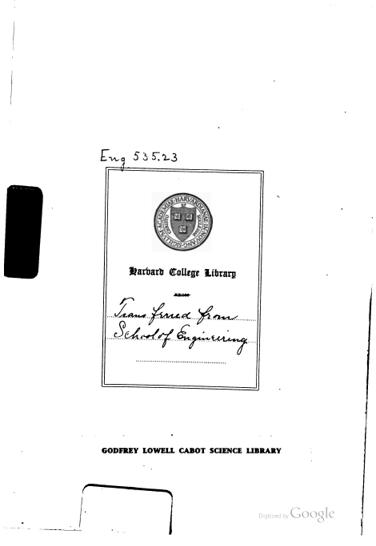 Eng 535.23
Harvard College Library
FROM
Transferred from
School of Engineering
GODFREY LOWELL CABOT SCIENCE LIBRARY
Digitized by Google